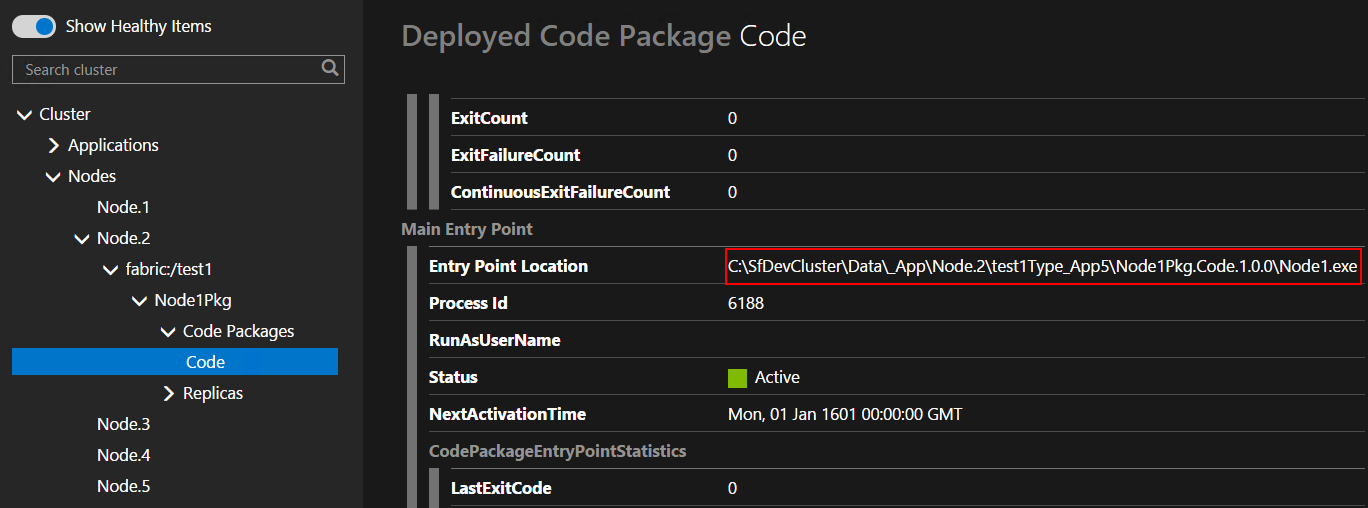 Show Healthy Items
Search cluster
Cluster
Applications
Nodes
Node.1
Node.2
fabric:/test1
Node1Pkg
Code Packages
Code
Replicas
Node.3
Node.4
Node.5
Deployed Code Package Code
ExitCount 0
ExitFailureCount 0
ContinuousExitFailureCount 0
Main Entry Point
Entry Point Location C:\SfDevCluster\Data\_App\Node.2\test1Type_App5\Node1Pkg.Code.1.0.0\Node1.exe
Process Id 6188
RunAsUserName
Status Active
NextActivationTime Mon, 01 Jan 1601 00:00:00 GMT
CodePackageEntryPointStatistics
LastExitCode 0